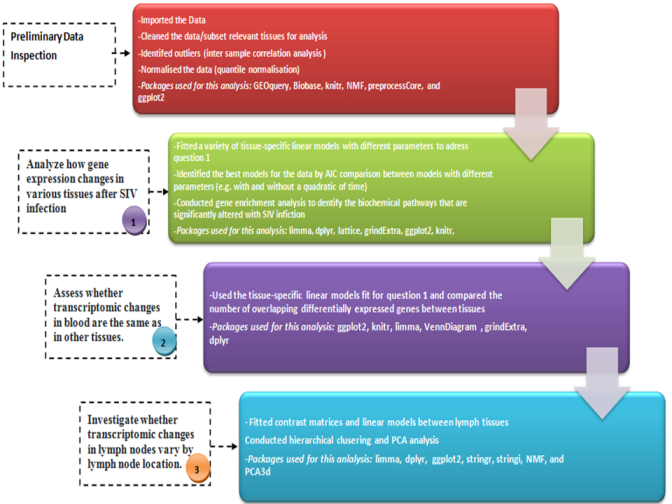 Preliminary Data
Inspection
-Imported the Data
-Cleaned the data/subset relevant tissues for analysis
-Identifed outliers (inter sample correlation analysis )
-Normalised the data (quantile normalisation)
-Packages used for this analysis: GEOquery, Biobase, knitr, NMF, preprocessCore, and
ggplot2
Analyze how gene
expression changes in
various tissues after SIV
infection
1
-Fitted a variety of tissue-specific linear models with different parameters to adress
question 1
-Identified the best models for the data by AIC comparison between models with different
parameters (e.g. with and without a quadratic of time)
-Conducted gene enrichment analysis to dentify the biochemical pathways that are
significantly altered with SIV infiction
-Packages used for this analysis: limma, dplyr, lattice, grindExtra, ggplot2, knitr,
Assess whether
transcriptomic changes
in blood are the same as
in other tissues.
2
-Used the tissue-specific linear models fit for question 1 and compared the
number of overlapping differentially expressed genes between tissues
-Packages used for this analysis: ggplot2, knitr, limma, VennDiagram , grindExtra,
dplyr
Investigate whether
transcriptomic changes
in lymph nodes vary by
lymph node location.
3
-Fitted contrast matrices and linear models between lymph tissues
Conducted hierarchical clusering and PCA analysis
-Packages used for this anlalysis: limma, dplyr, ggplot2, stringr, stringi, NMF, and
PCA3d